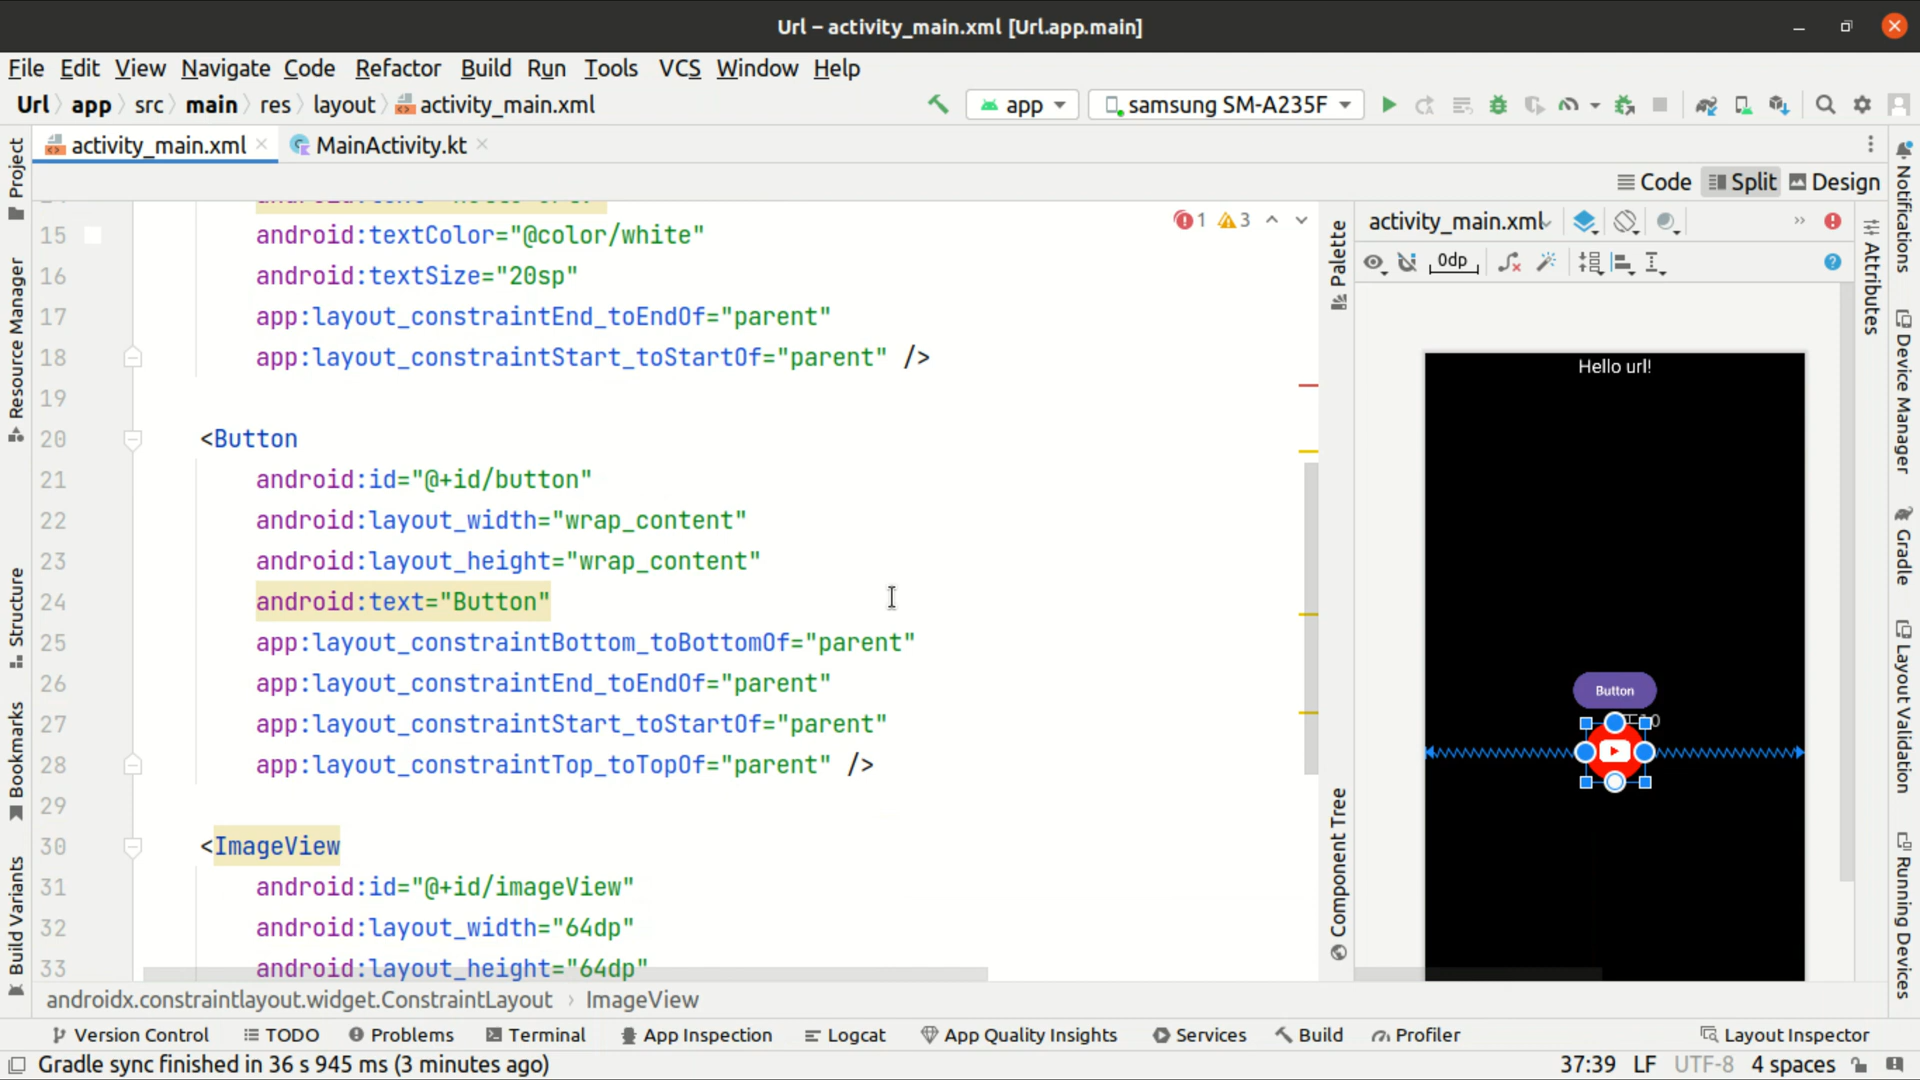 Url – activity_main.xml [Url.app.main]
File Edit View Navigate Code Refactor Build Run Tools VCS Window Help
Url app src main res layout activity_main.xml
app samsung SM-A235F
activity_main.xml MainActivity.kt
Code Split Design
1 3
activity_main.xml
0dp
15 android:textColor="@color/white"
16 android:textSize="20sp"
17 app:layout_constraintEnd_toEndOf="parent"
18 app:layout_constraintStart_toStartOf="parent" />
19
20 <Button
21 android:id="@+id/button"
22 android:layout_width="wrap_content"
23 android:layout_height="wrap_content"
24 android:text="Button"
25 app:layout_constraintBottom_toBottomOf="parent"
26 app:layout_constraintEnd_toEndOf="parent"
27 app:layout_constraintStart_toStartOf="parent"
28 app:layout_constraintTop_toTopOf="parent" />
29
30 <ImageView
31 android:id="@+id/imageView"
32 android:layout_width="64dp"
33 android:layout_height="64dp"
Hello url!
Button
Project
Resource Manager
Structure
Bookmarks
Build Variants
Palette
Component Tree
Attributes
Notifications
Device Manager
Gradle
Layout Validation
Running Devices
androidx.constraintlayout.widget.ConstraintLayout › ImageView
Version Control TODO Problems Terminal App Inspection Logcat App Quality Insights Services Build Profiler Layout Inspector
Gradle sync finished in 36 s 945 ms (3 minutes ago) 37:39 LF UTF-8 4 spaces